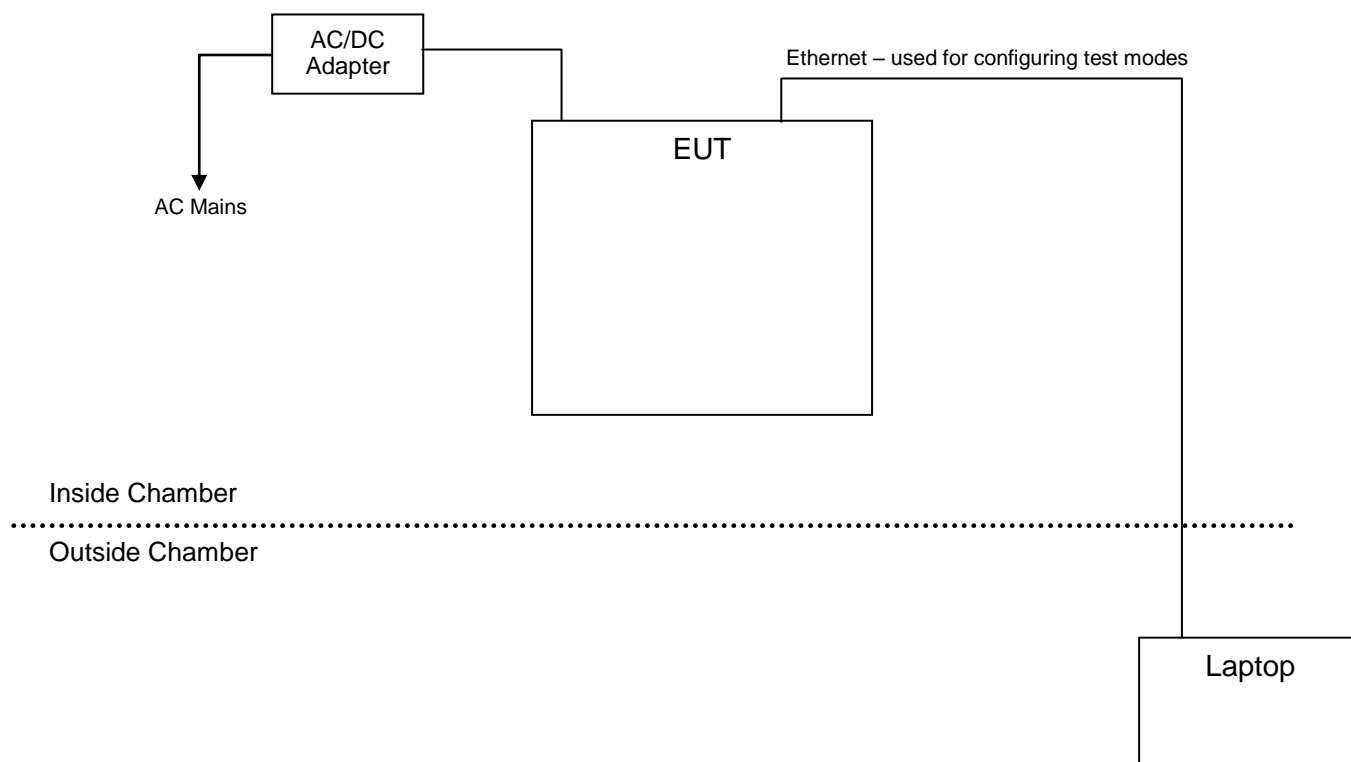 AC/DC
Adapter
Ethernet – used for configuring test modes
EUT
AC Mains
Inside Chamber
Outside Chamber
Laptop